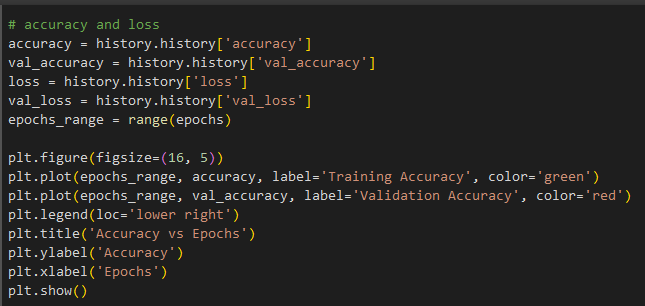 # accuracy and loss
accuracy = history.history['accuracy']
val_accuracy = history.history['val_accuracy']
loss = history.history['loss']
val_loss = history.history['val_loss']
epochs_range = range(epochs)

plt.figure(figsize=(16, 5))
plt.plot(epochs_range, accuracy, label='Training Accuracy', color='green')
plt.plot(epochs_range, val_accuracy, label='Validation Accuracy', color='red')
plt.legend(loc='lower right')
plt.title('Accuracy vs Epochs')
plt.ylabel('Accuracy')
plt.xlabel('Epochs')
plt.show()